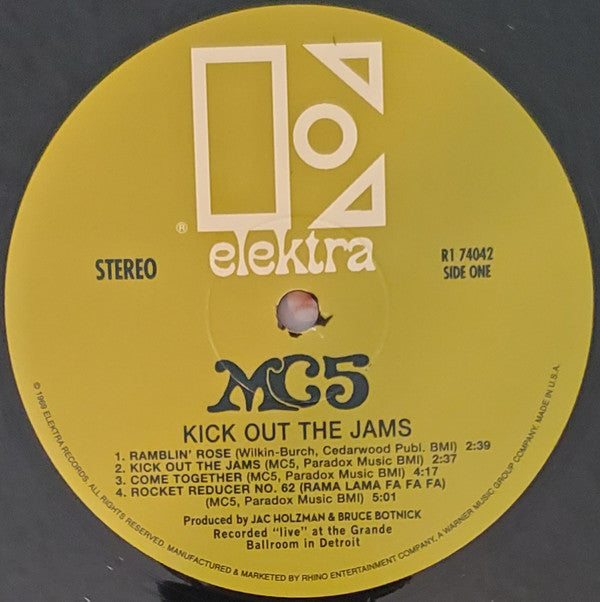 elektra
®
STEREO
R1 74042
SIDE ONE
MC5
KICK OUT THE JAMS
1. RAMBLIN' ROSE (Wilkin-Burch, Cedarwood Publ. BMI) 2:39
2. KICK OUT THE JAMS (MC5, Paradox Music BMI) 2:37
3. COME TOGETHER (MC5, Paradox Music BMI) 4:17
4. ROCKET REDUCER NO. 62 (RAMA LAMA FA FA FA)
(MC5, Paradox Music BMI) 5:01
Produced by JAC HOLZMAN & BRUCE BOTNICK
Recorded "live" at the Grande
Ballroom in Detroit
© 1969 ELEKTRA RECORDS. ALL RIGHTS RESERVED. MANUFACTURED & MARKETED BY RHINO ENTERTAINMENT COMPANY, A WARNER MUSIC GROUP COMPANY. MADE IN U.S.A.